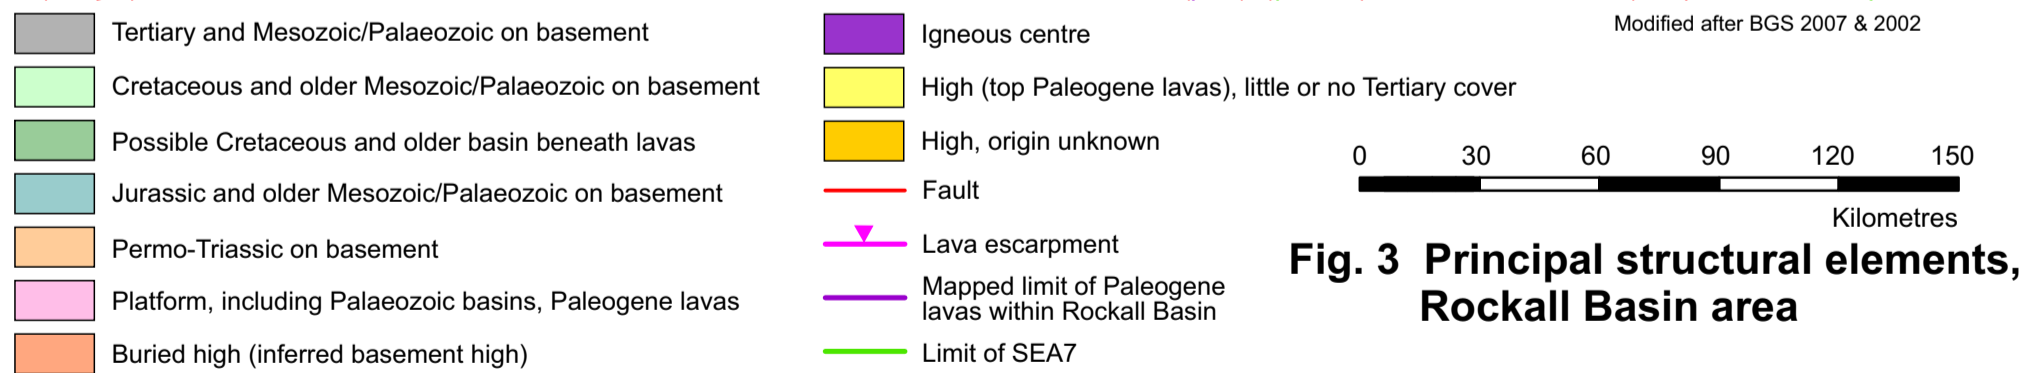 Tertiary and Mesozoic/Palaeozoic on basement
Cretaceous and older Mesozoic/Palaeozoic on basement
Possible Cretaceous and older basin beneath lavas
Jurassic and older Mesozoic/Palaeozoic on basement
Permo-Triassic on basement
Platform, including Palaeozoic basins, Paleogene lavas
Buried high (inferred basement high)
Igneous centre
High (top Paleogene lavas), little or no Tertiary cover
High, origin unknown
Fault
Lava escarpment
Mapped limit of Paleogene
lavas within Rockall Basin
Limit of SEA7
Modified after BGS 2007 & 2002
0 30 60 90 120 150
Kilometres
Fig. 3 Principal structural elements,
Rockall Basin area